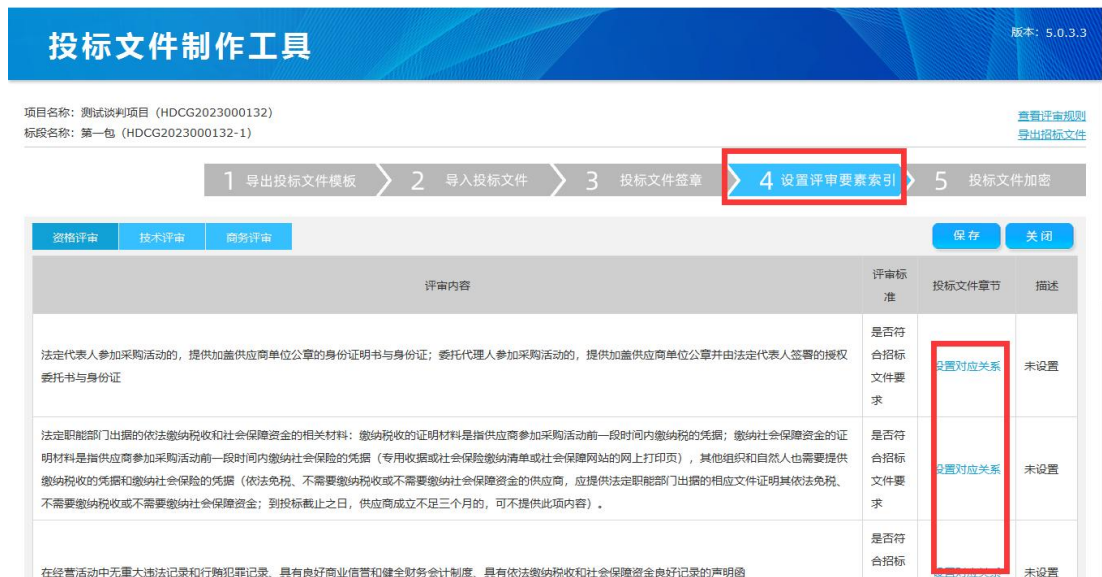 投标文件制作工具
版本：5.0.3.3
项目名称：测试谈判项目（HDCG2023000132）
查看评审规则
标段名称：第一包（HDCG2023000132-1）
导出招标文件
1 导出投标文件模板
2 导入投标文件
3 投标文件签章
4 设置评审要素索引
5 投标文件加密
资格评审
技术评审
商务评审
保存
关闭
评审内容
评审标
准
投标文件章节
描述
法定代表人参加采购活动的，提供加盖供应商单位公章的身份证明书与身份证；委托代理人参加采购活动的，提供加盖供应商单位公章并由法定代表人签署的授权
委托书与身份证
是否符
合招标
文件要
求
设置对应关系
未设置
法定职能部门出据的依法缴纳税收和社会保障资金的相关材料：缴纳税收的证明材料是指供应商参加采购活动前一段时间内缴纳税的凭据；缴纳社会保障资金的证
明材料是指供应商参加采购活动前一段时间内缴纳社会保险的凭据（专用收据或社会保险缴纳清单或社会保障网站的网上打印页），其他组织和自然人也需要提供
缴纳税收的凭据和缴纳社会保险的凭据（依法免税、不需要缴纳税收或不需要缴纳社会保障资金的供应商，应提供法定职能部门出据的相应文件证明其依法免税、
不需要缴纳税收或不需要缴纳社会保障资金；到投标截止之日，供应商成立不足三个月的，可不提供此项内容）。
是否符
合招标
文件要
求
设置对应关系
未设置
在经营活动中无重大违法记录和行贿犯罪记录、具有良好商业信誉和健全财务会计制度、具有依法缴纳税收和社会保障资金良好记录的声明函
是否符
合招标
设置对应关系
未设置